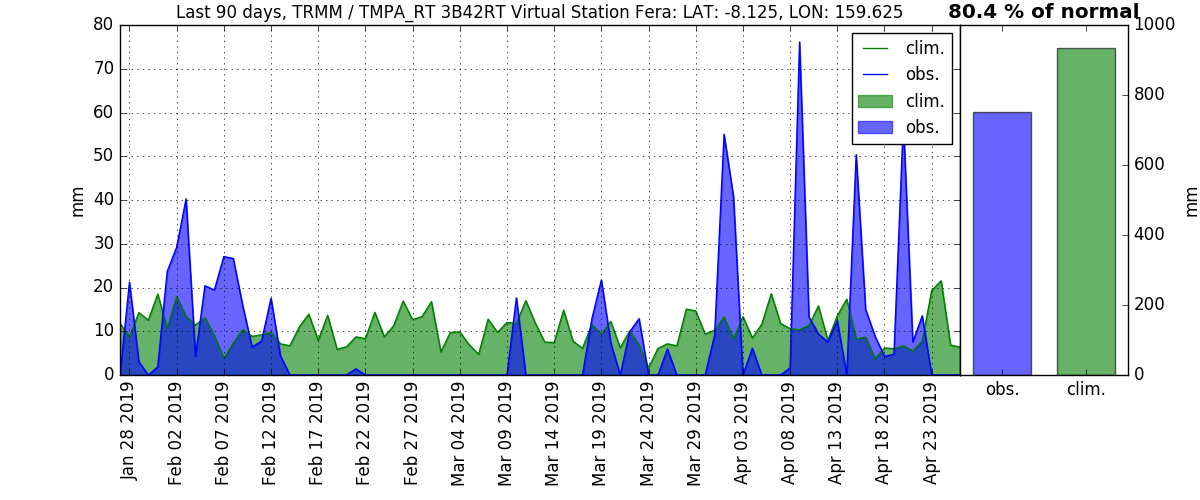 Last 90 days, TRMM / TMPA_RT 3B42RT Virtual Station Fera: LAT: -8.125, LON: 159.625
80.4 % of normal
80
70
60
50
40
30
20
10
0
mm
clim.
obs.
clim.
obs.
1000
800
600
400
200
0
mm
Jan 28 2019
Feb 02 2019
Feb 07 2019
Feb 12 2019
Feb 17 2019
Feb 22 2019
Feb 27 2019
Mar 04 2019
Mar 09 2019
Mar 14 2019
Mar 19 2019
Mar 24 2019
Mar 29 2019
Apr 03 2019
Apr 08 2019
Apr 13 2019
Apr 18 2019
Apr 23 2019
obs.
clim.